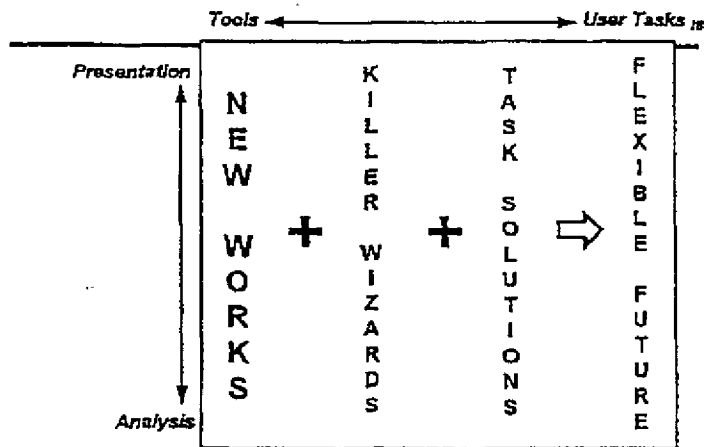 Tools User Tasks
Presentation
NEW WORKS + KILLER WIZARDS + TASK SOLUTIONS FLEXIBLE FUTURE
Analysis